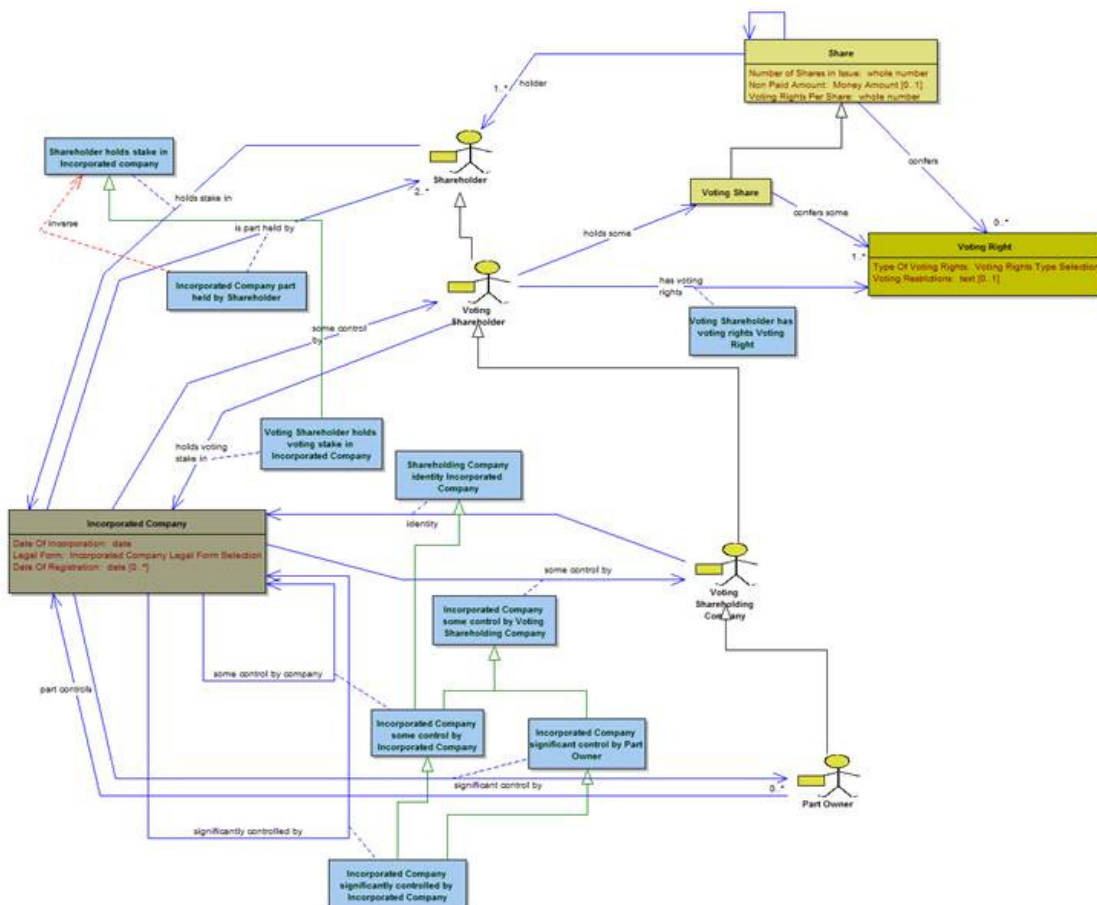 Share
Number of Shares in Issue: whole number
Non Paid Amount: Money Amount [0..1]
Voting Rights Per Share: whole number
1..*
holder
Shareholder holds stake in
Incorporated company
Shareholder
2..*
holds stake in
confers
Voting Share
inverse
is part held by
confers some
holds some
0..*
1..*
Voting Right
Type Of Voting Rights: Voting Rights Type Selection
Voting Restrictions: text [0..1]
Incorporated Company part
held by Shareholder
Voting
Shareholder
has voting
rights
Voting Shareholder has
voting rights Voting
Right
some control
by
holds voting
stake in
Voting Shareholder holds
voting stake in
Incorporated Company
Shareholding Company
identity Incorporated
Company
identity
Incorporated Company
Date Of Incorporation: date
Legal Form: Incorporated Company Legal Form Selection
Date Of Registration: date [0..*]
some control by
Voting
Shareholding
Company
Incorporated Company
some control by Voting
Shareholding Company
some control by company
part controls
Incorporated Company
some control by
Incorporated Company
Incorporated Company
significant control by Part
Owner
significant control by
0..*
Part Owner
significantly controlled by
Incorporated Company
significantly controlled by
Incorporated Company